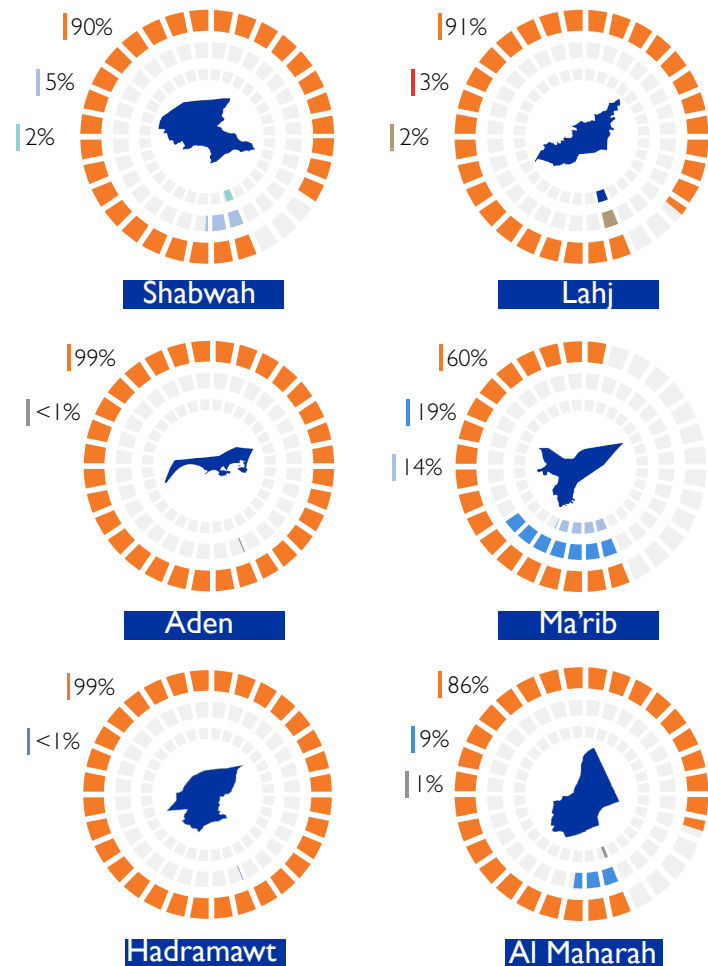 90%
5%
2%
Shabwah
91%
3%
2%
Lahj
99%
<1%
Aden
60%
19%
14%
Ma’rib
99%
<1%
Hadramawt
86%
9%
1%
Al Maharah